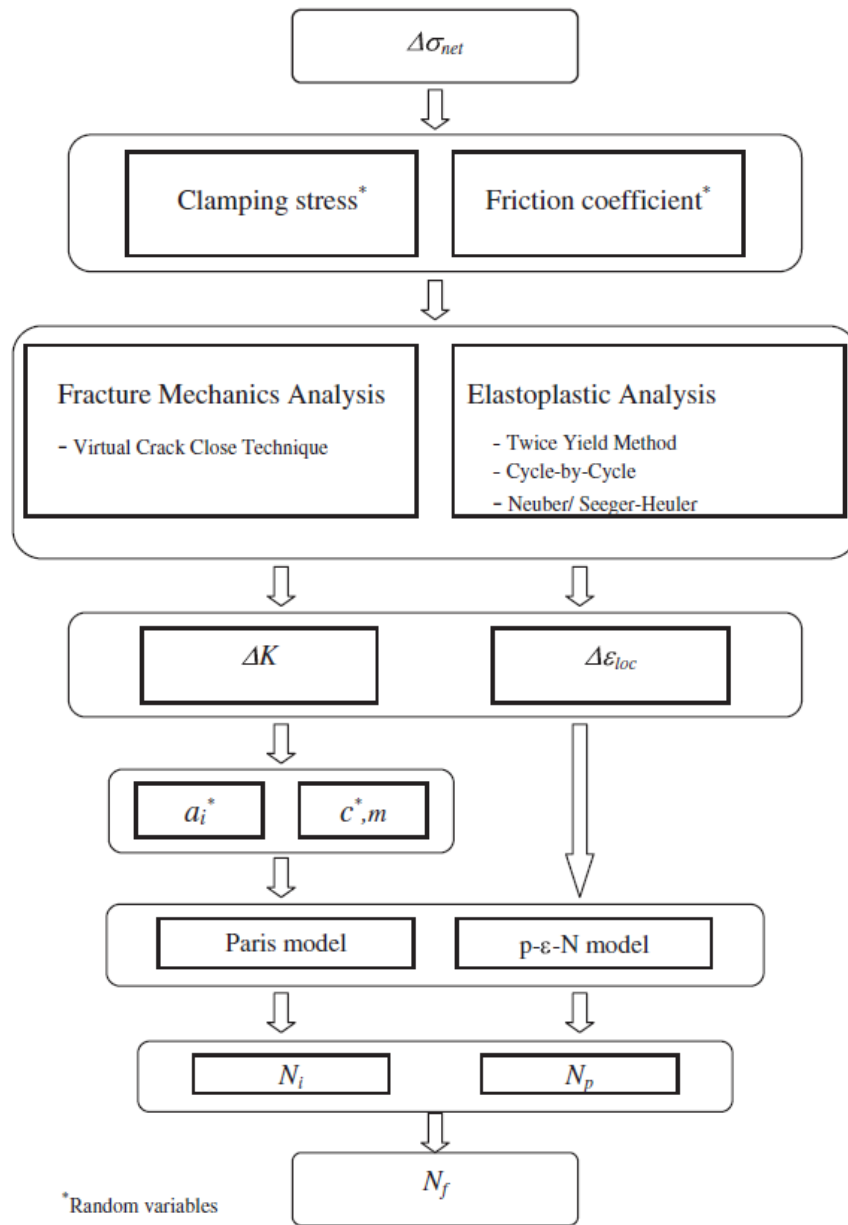 Δσnet
Clamping stress*
Friction coefficient*
Fracture Mechanics Analysis
- Virtual Crack Close Technique
Elastoplastic Analysis
- Twice Yield Method
- Cycle-by-Cycle
- Neuber/ Seeger-Heuler
ΔK
Δεloc
ai*
c*,m
Paris model
p-ε-N model
Ni
Np
Nf
*Random variables